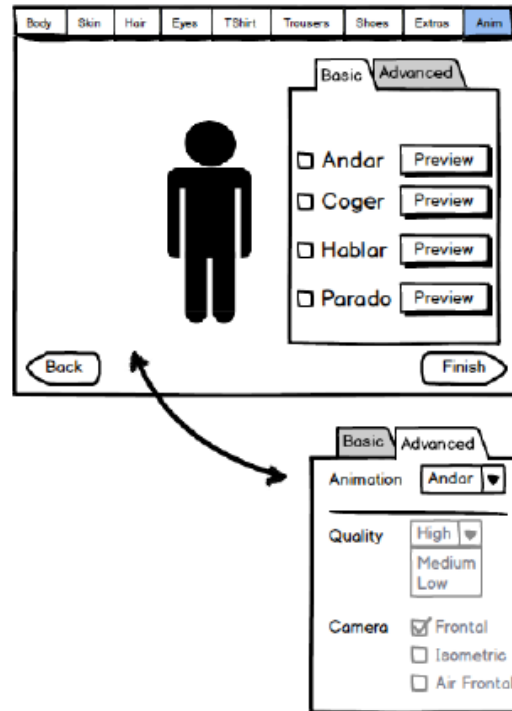 Body Skin Hair Eyes TShirt Trousers Shoes Extras Anim
Basic Advanced
Andar Preview
Coger Preview
Hablar Preview
Parado Preview
Back Finish
Basic Advanced
Animation Andar
Quality High
Medium
Low
Camera Frontal
Isometric
Air Frontal